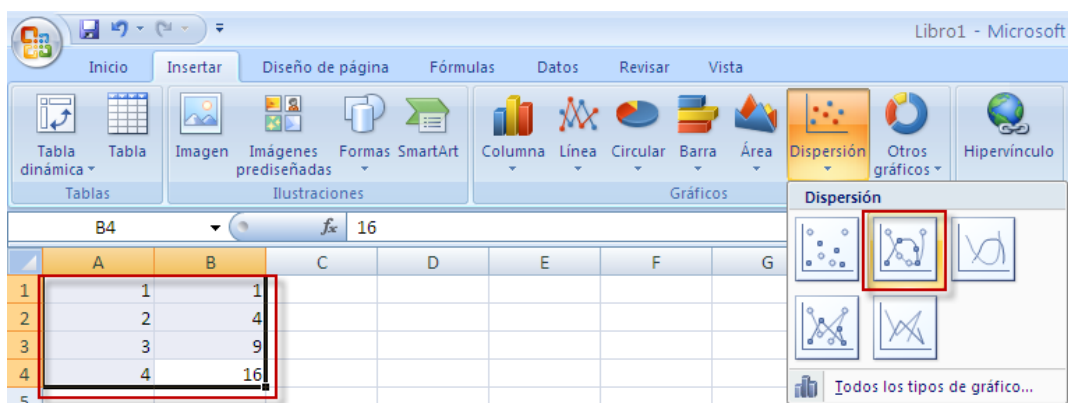 Libro1 - Microsoft
Inicio Insertar Diseño de página Fórmulas Datos Revisar Vista
Tabla dinámica
Tabla
Imagen
Imágenes prediseñadas
Formas
SmartArt
Columna
Línea
Circular
Barra
Área
Dispersión
Otros gráficos
Hipervínculo
Tablas
Ilustraciones
Gráficos
Dispersión
B4 fx 16
A B C D E F G
1 1 1
2 2 4
3 3 9
4 4 16
5
Todos los tipos de gráfico...